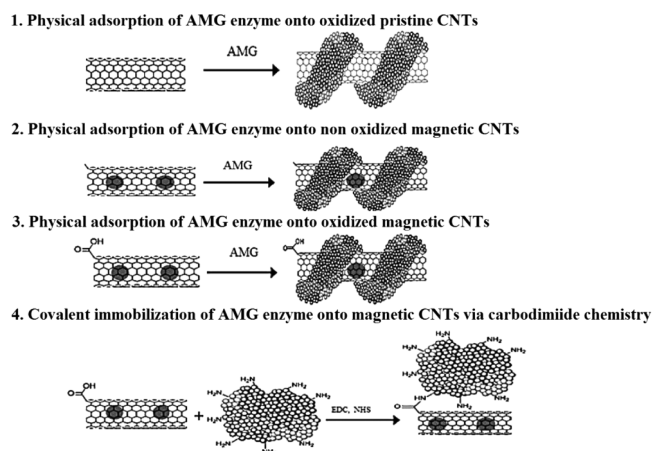 1. Physical adsorption of AMG enzyme onto oxidized pristine CNTs
AMG
2. Physical adsorption of AMG enzyme onto non oxidized magnetic CNTs
AMG
3. Physical adsorption of AMG enzyme onto oxidized magnetic CNTs
O OH
AMG
O OH
4. Covalent immobilization of AMG enzyme onto magnetic CNTs via carbodimiide chemistry
O OH
+
H₂N
NH₂
H₂N
NH₂
H₂N
NH₂
H₂N
NH₂
EDC, NHS
H₂N
NH₂
H₂N
NH₂
H₂N
HN
NH₂
NH₂
O